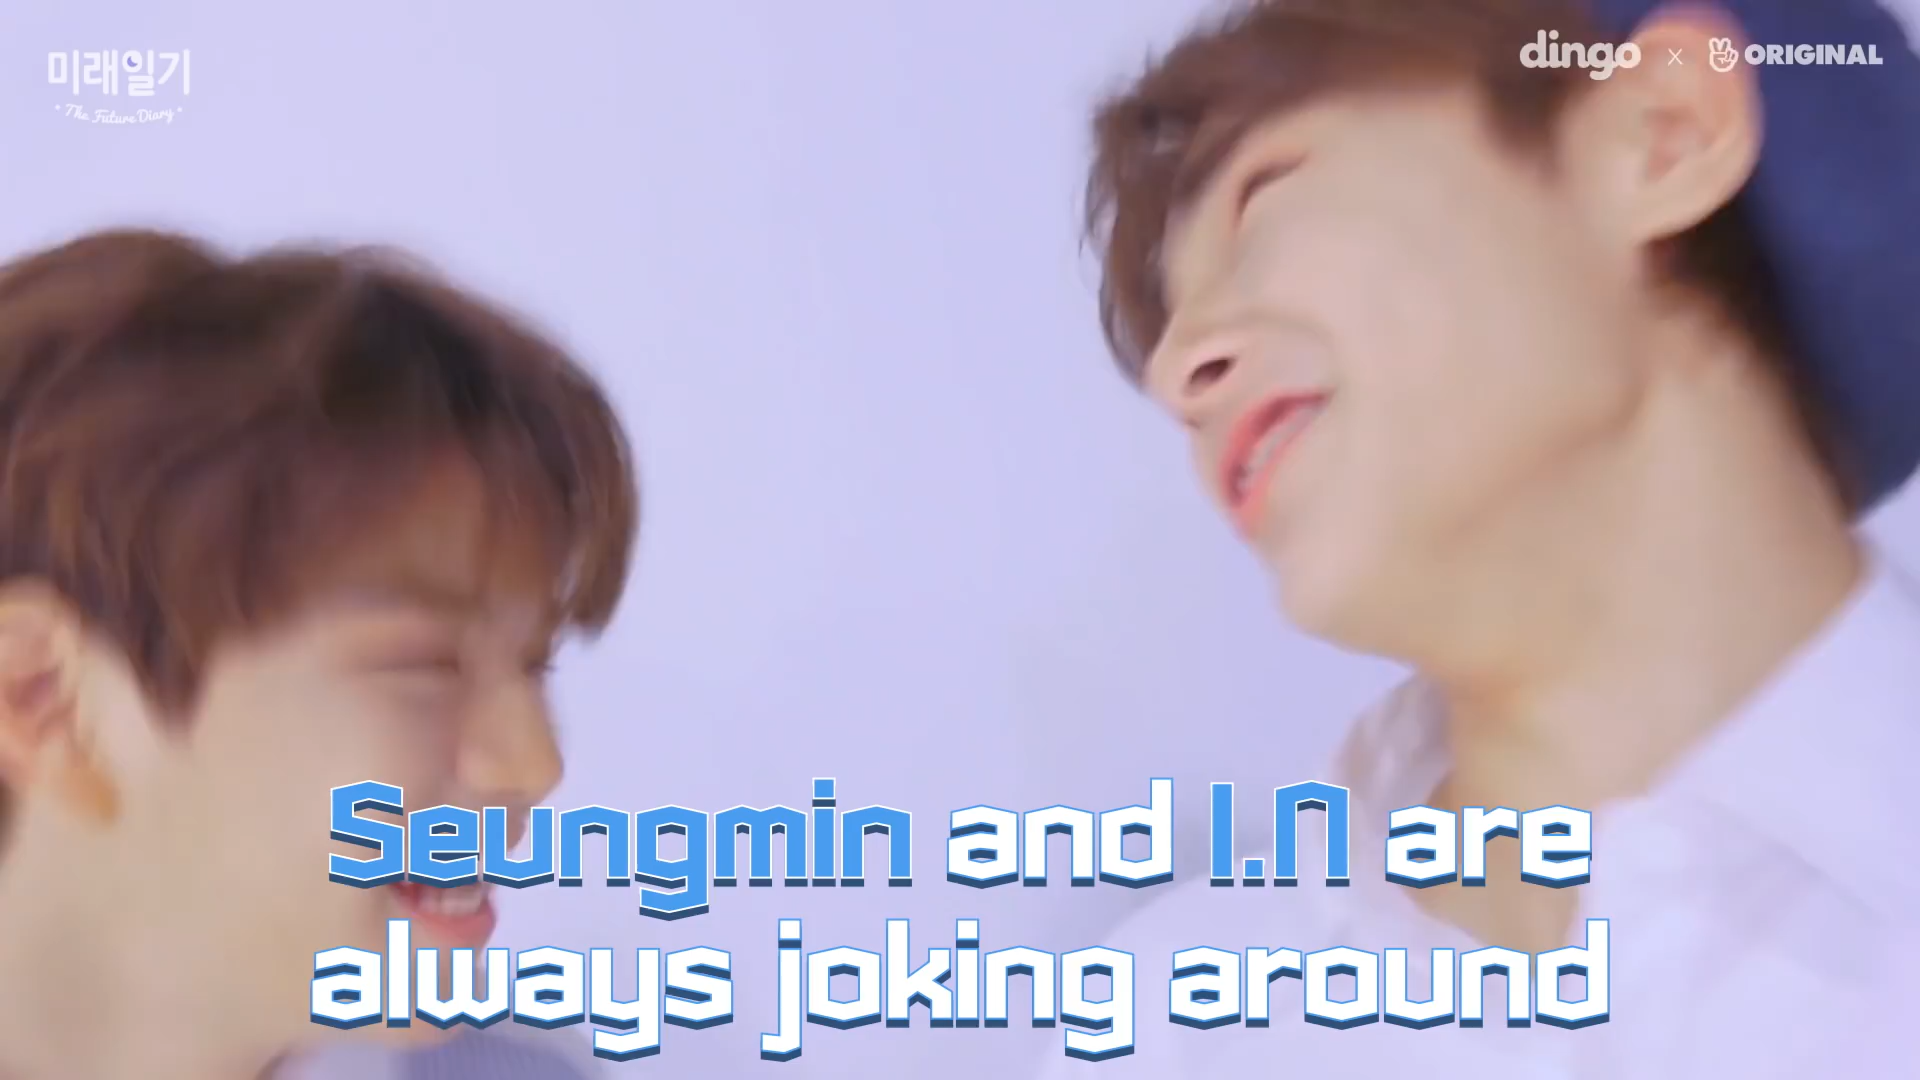 미래일기
The Future Diary
dingo x ORIGINAL
Seungmin and I.N are
always joking around